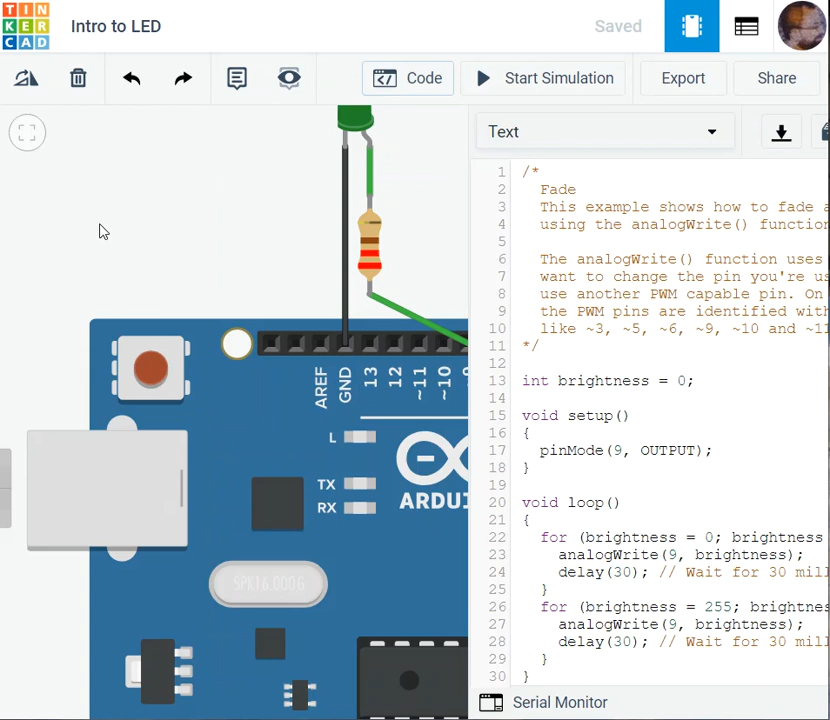 TIN
KER
CAD
Intro to LED
Saved
Code
Start Simulation
Export
Share
Text
1 /*
2 Fade
3 This example shows how to fade a
4 using the analogWrite() function
5
6 The analogWrite() function uses
7 want to change the pin you're us
8 use another PWM capable pin. On
9 the PWM pins are identified with
10 like ~3, ~5, ~6, ~9, ~10 and ~11
11 */
12
13 int brightness = 0;
14
15 void setup()
16 {
17 pinMode(9, OUTPUT);
18 }
19
20 void loop()
21 {
22 for (brightness = 0; brightness
23 analogWrite(9, brightness);
24 delay(30); // Wait for 30 mill
25 }
26 for (brightness = 255; brightnes
27 analogWrite(9, brightness);
28 delay(30); // Wait for 30 mill
29 }
30 }
Serial Monitor
AREF
GND
13
12
~11
~10
9
L
TX
RX
ARDU
SPK16.000G